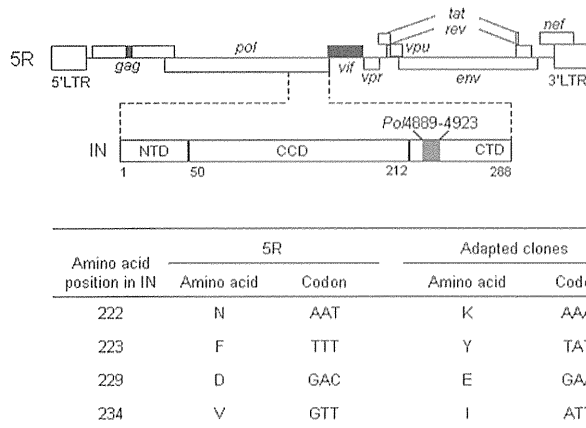 tat
rev
nef
5R
pol
vpu
5'LTR
gag
vif
vpr
env
3'LTR
Pol4889-4923
IN
NTD
CCD
CTD
1
50
212
288
5R
Adapted clones
Amino acid position in IN
Amino acid
Codon
Amino acid
222 N AAT K
223 F TTT Y
229 D GAC E
234 V GTT I